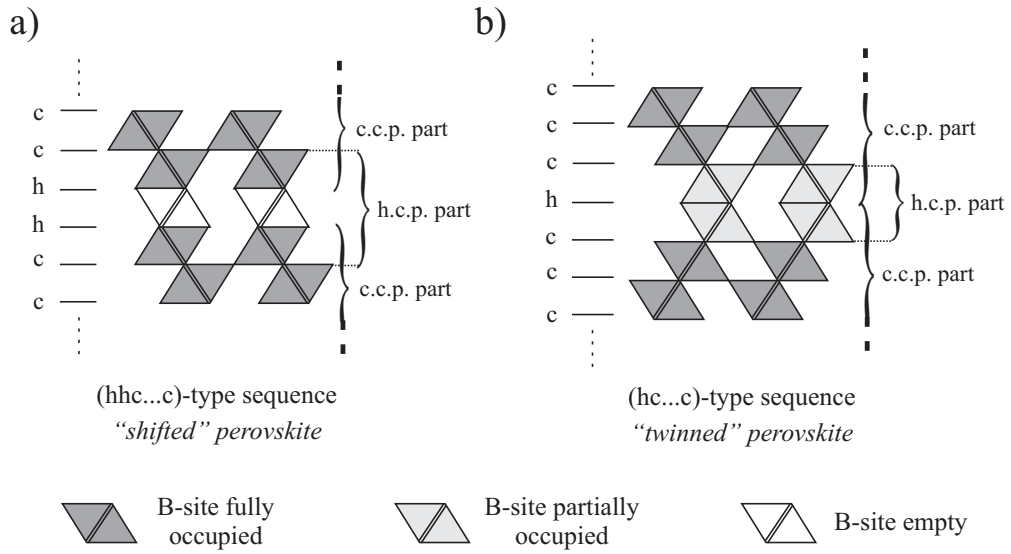 a)
c
c
h
h
c
c
c.c.p. part
h.c.p. part
c.c.p. part
(hhc...c)-type sequence
“shifted” perovskite
b)
c
c
c
h
c
c
c
c.c.p. part
h.c.p. part
c.c.p. part
(hc...c)-type sequence
“twinned” perovskite
B-site fully
occupied
B-site partially
occupied
B-site empty